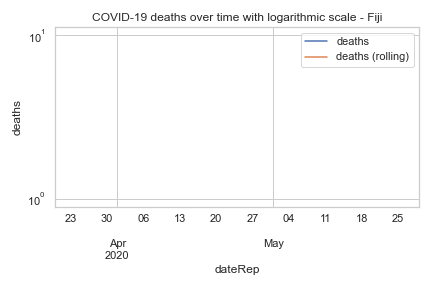 COVID-19 deaths over time with logarithmic scale - Fiji
deaths
deaths (rolling)
10¹
deaths
10⁰
23 30 06 13 20 27 04 11 18 25
Apr May
2020
dateRep